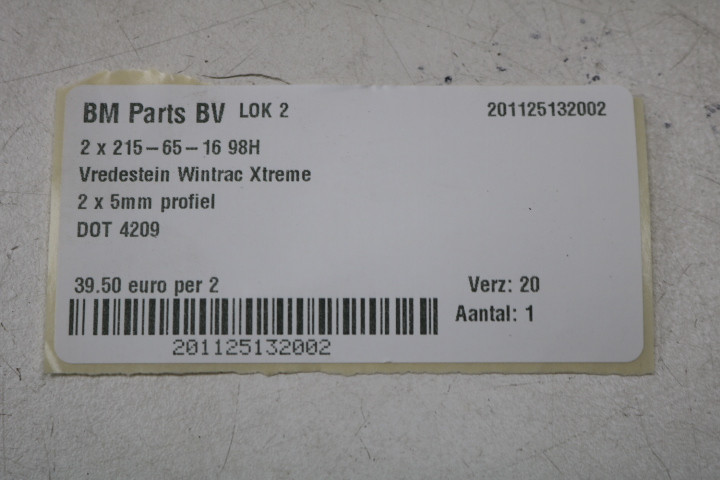 BM Parts BV LOK 2 201125132002
2 x 215-65-16 98H
Vredestein Wintrac Xtreme
2 x 5mm profiel
DOT 4209
39.50 euro per 2 Verz: 20
Aantal: 1
201125132002